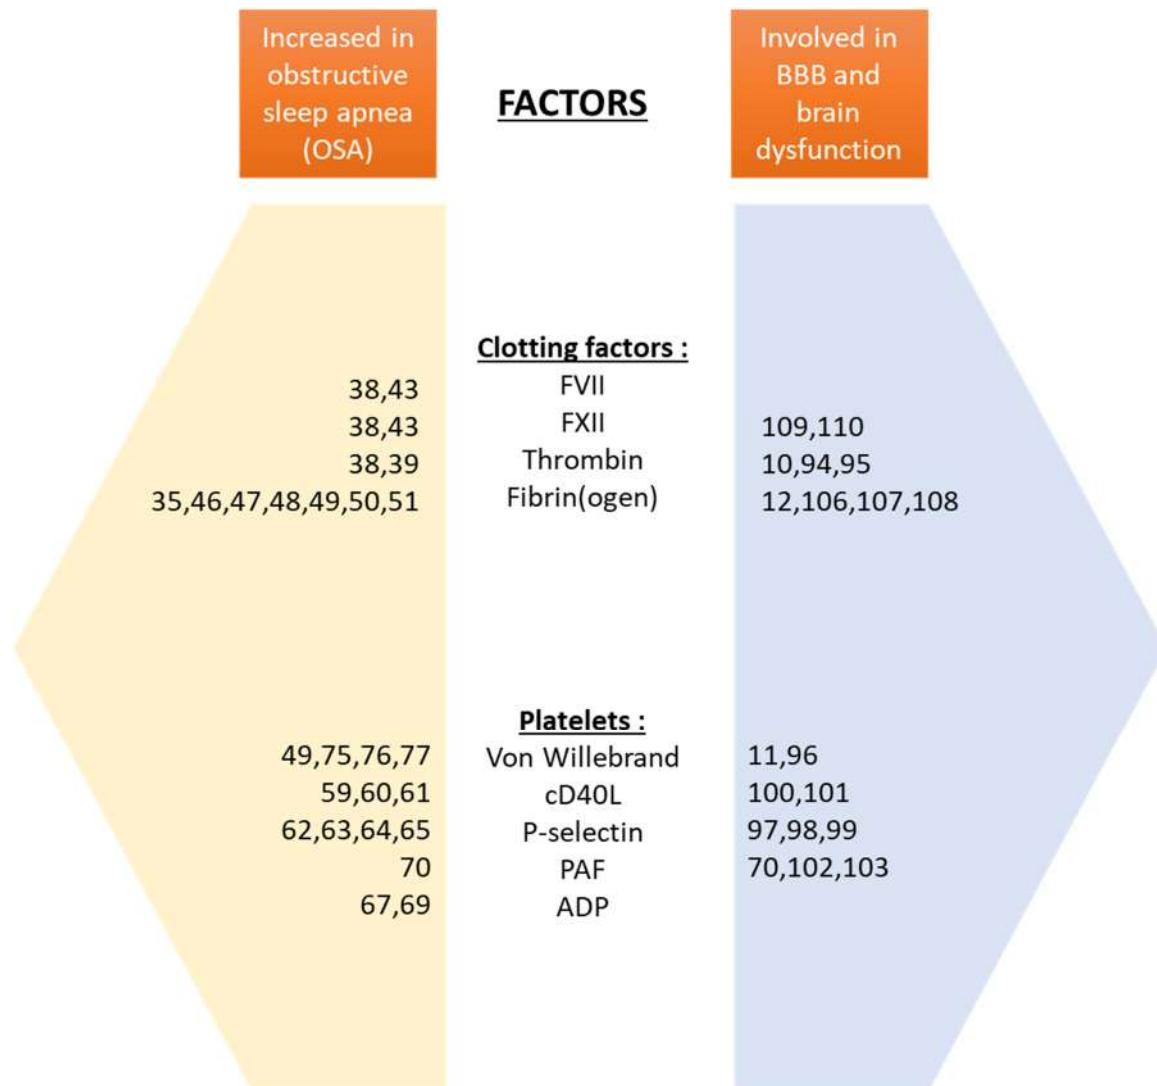 Increased in
obstructive
sleep apnea
(OSA)
FACTORS
Involved in
BBB and
brain
dysfunction
Clotting factors :
38,43 FVII
38,43 FXII 109,110
38,39 Thrombin 10,94,95
35,46,47,48,49,50,51 Fibrin(ogen) 12,106,107,108
Platelets :
49,75,76,77 Von Willebrand 11,96
59,60,61 cD40L 100,101
62,63,64,65 P-selectin 97,98,99
70 PAF 70,102,103
67,69 ADP